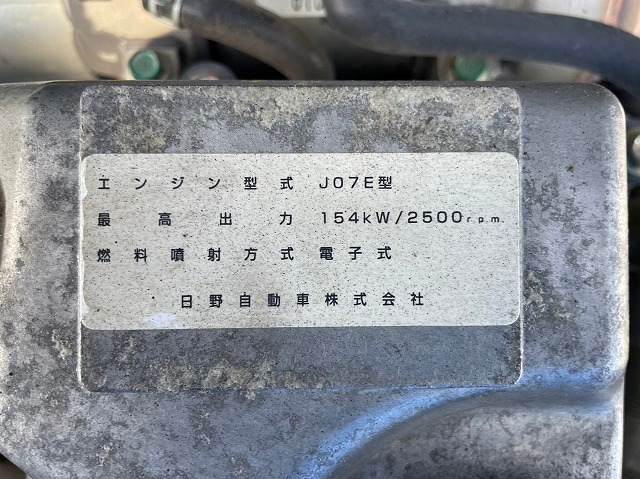 エンジン型式 J07E型
最高出力 154kW/2500r.p.m.
燃料噴射方式 電子式
日野自動車株式会社